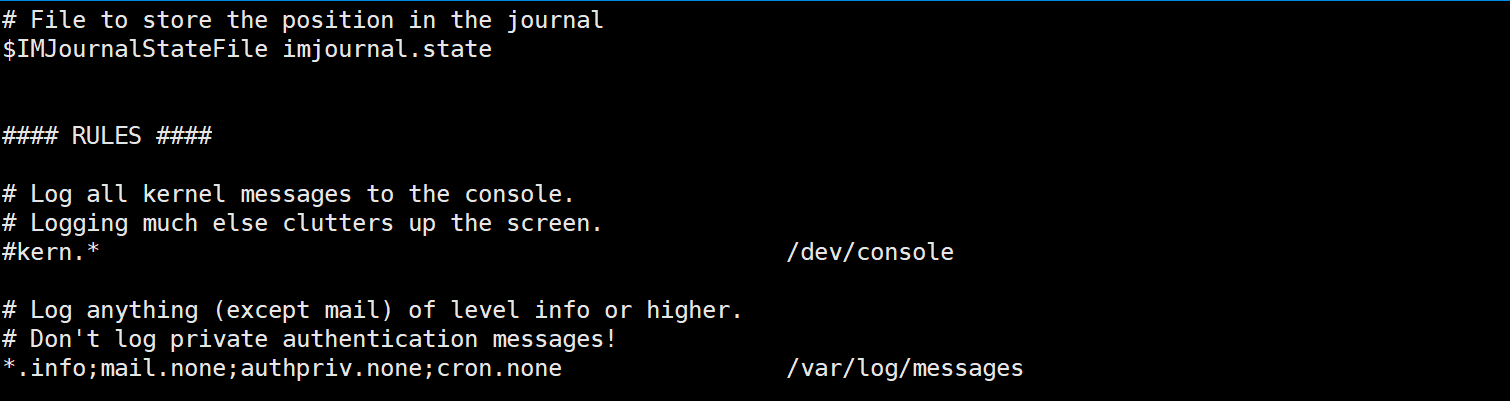 # File to store the position in the journal
$IMJournalStateFile imjournal.state
#### RULES ####
# Log all kernel messages to the console.
# Logging much else clutters up the screen.
#kern.*                                                 /dev/console
# Log anything (except mail) of level info or higher.
# Don't log private authentication messages!
*.info;mail.none;authpriv.none;cron.none                /var/log/messages